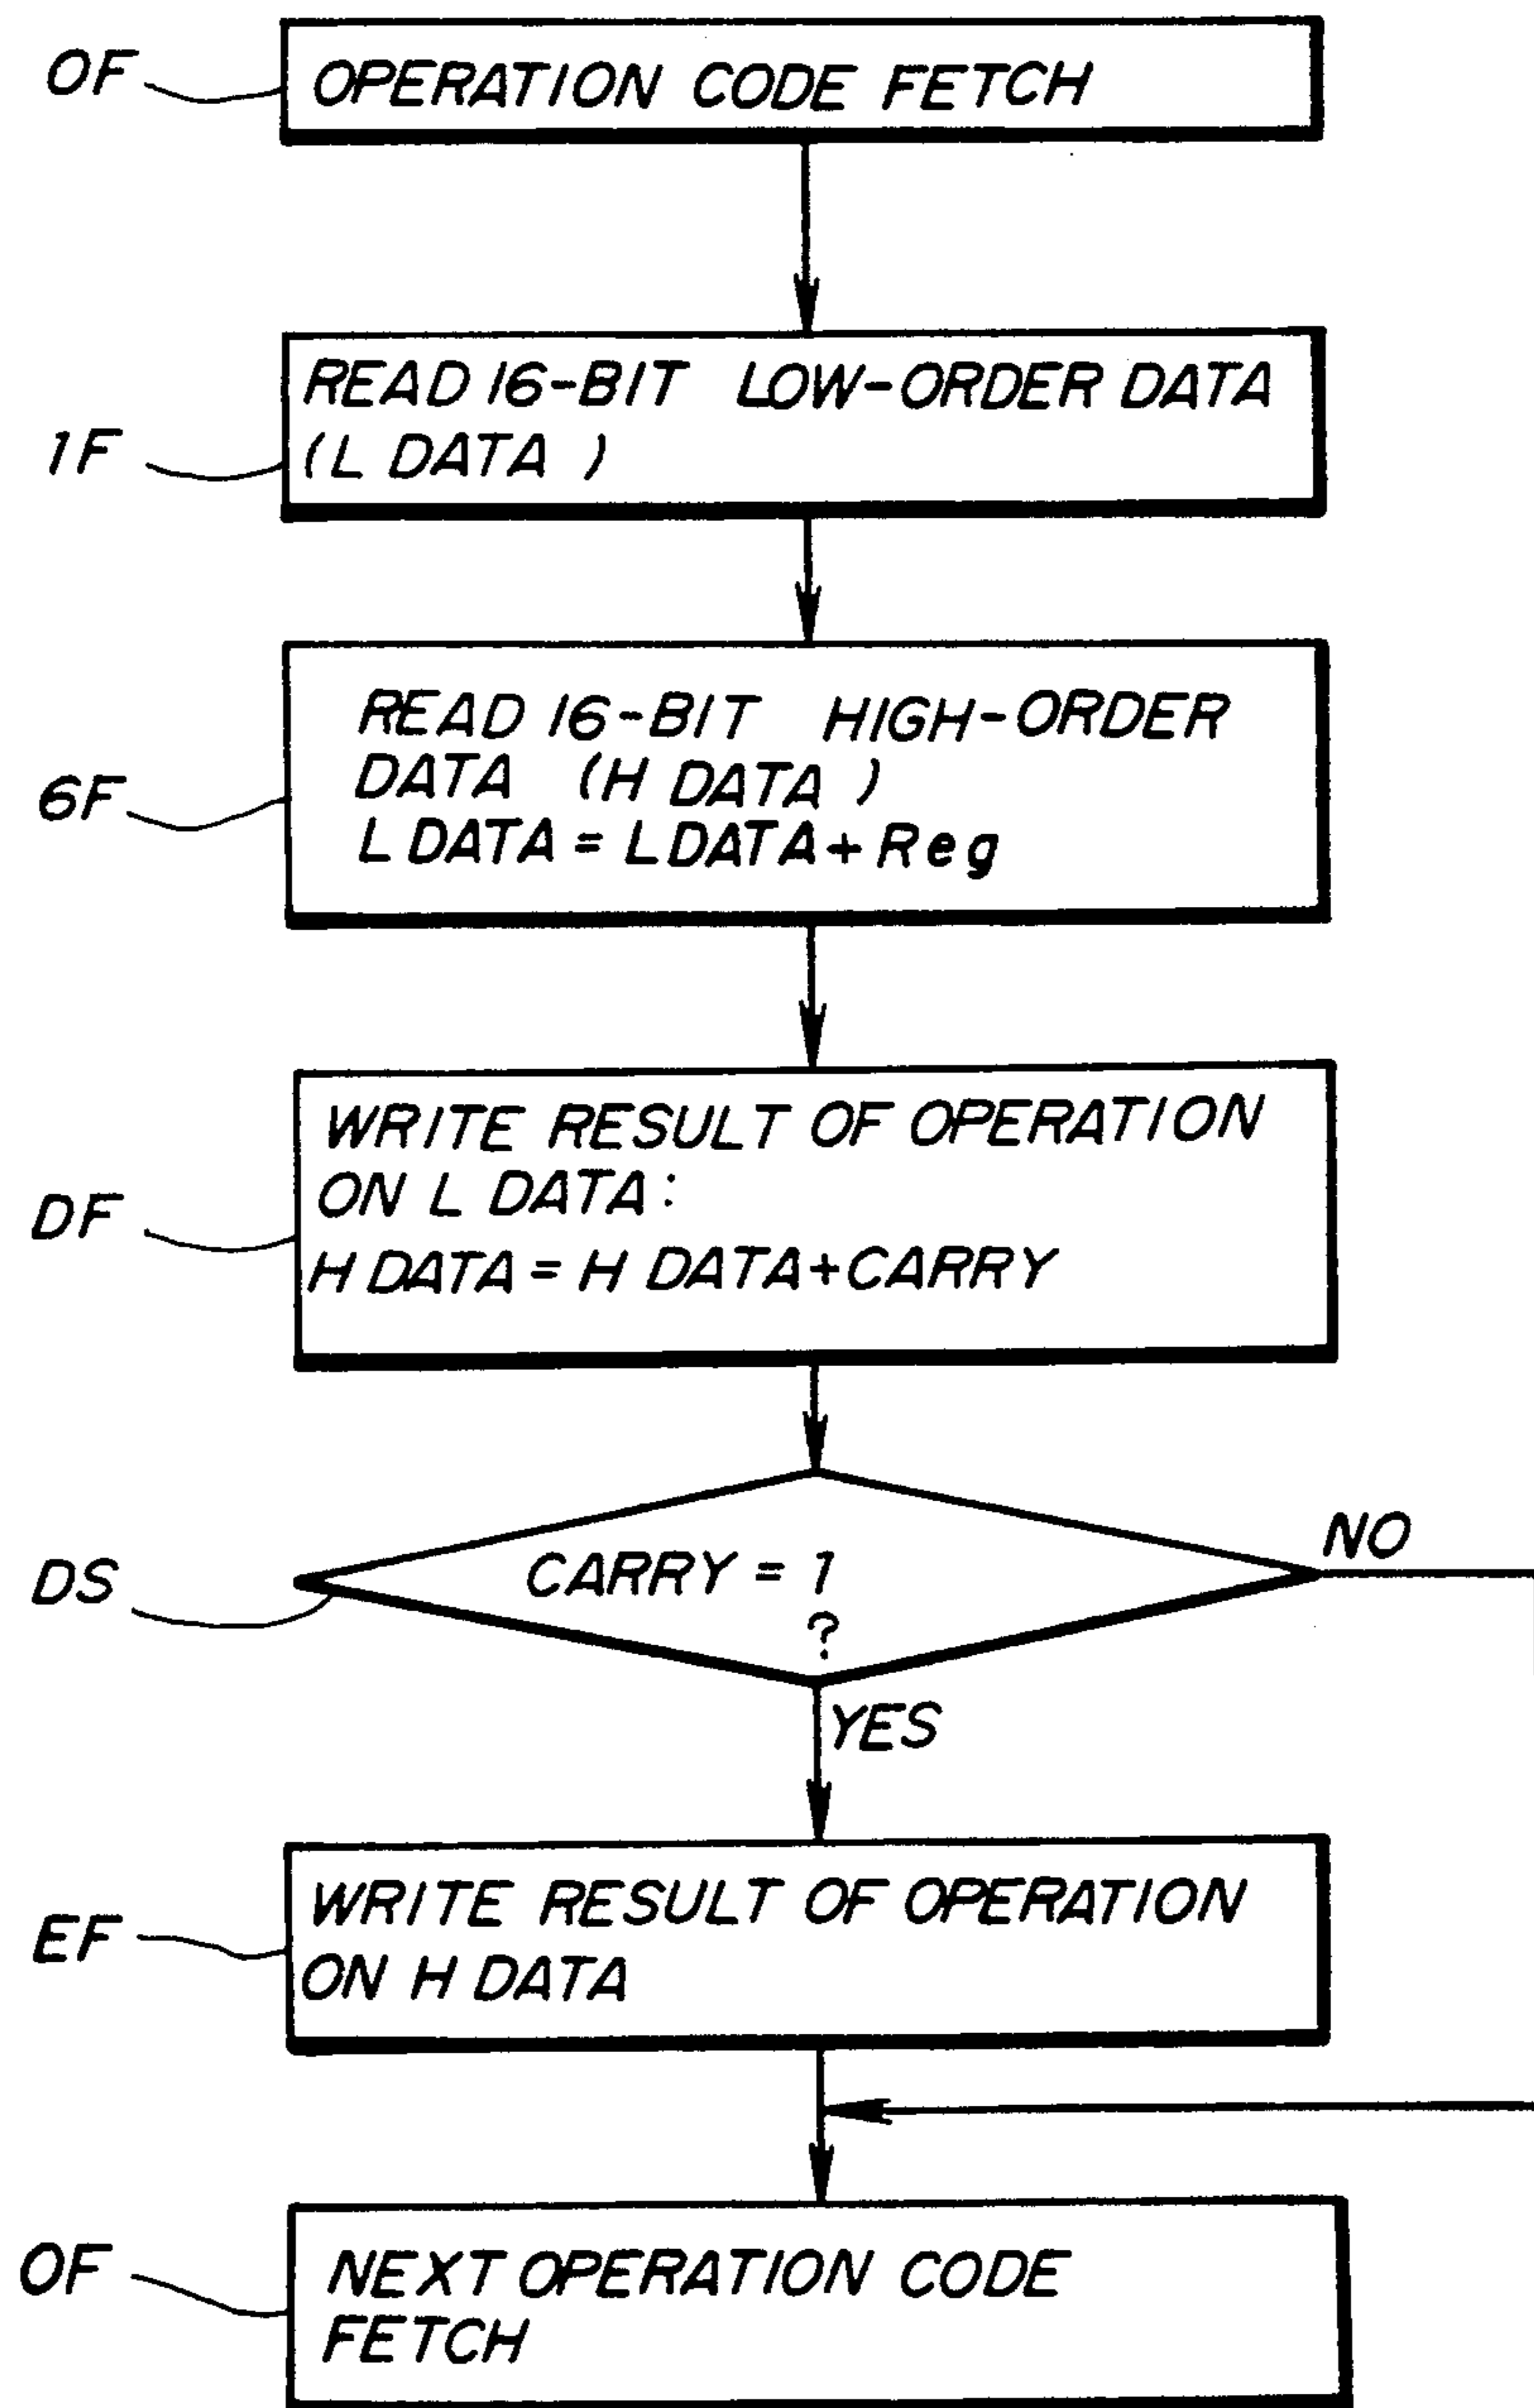 OF
OPERATION CODE FETCH
READ 16-BIT LOW-ORDER DATA
1F
(L DATA )
READ 16-BIT HIGH-ORDER
DATA (H DATA )
6F
L DATA = LDATA+Reg
WRITE RESULT OF OPERATION
ON L DATA:
DF
H DATA = H DATA+CARRY
NO
DS
CARRY = 1
?
YES
WRITE RESULT OF OPERATION
EF
ON H DATA
OF
NEXT OPERATION CODE
FETCH